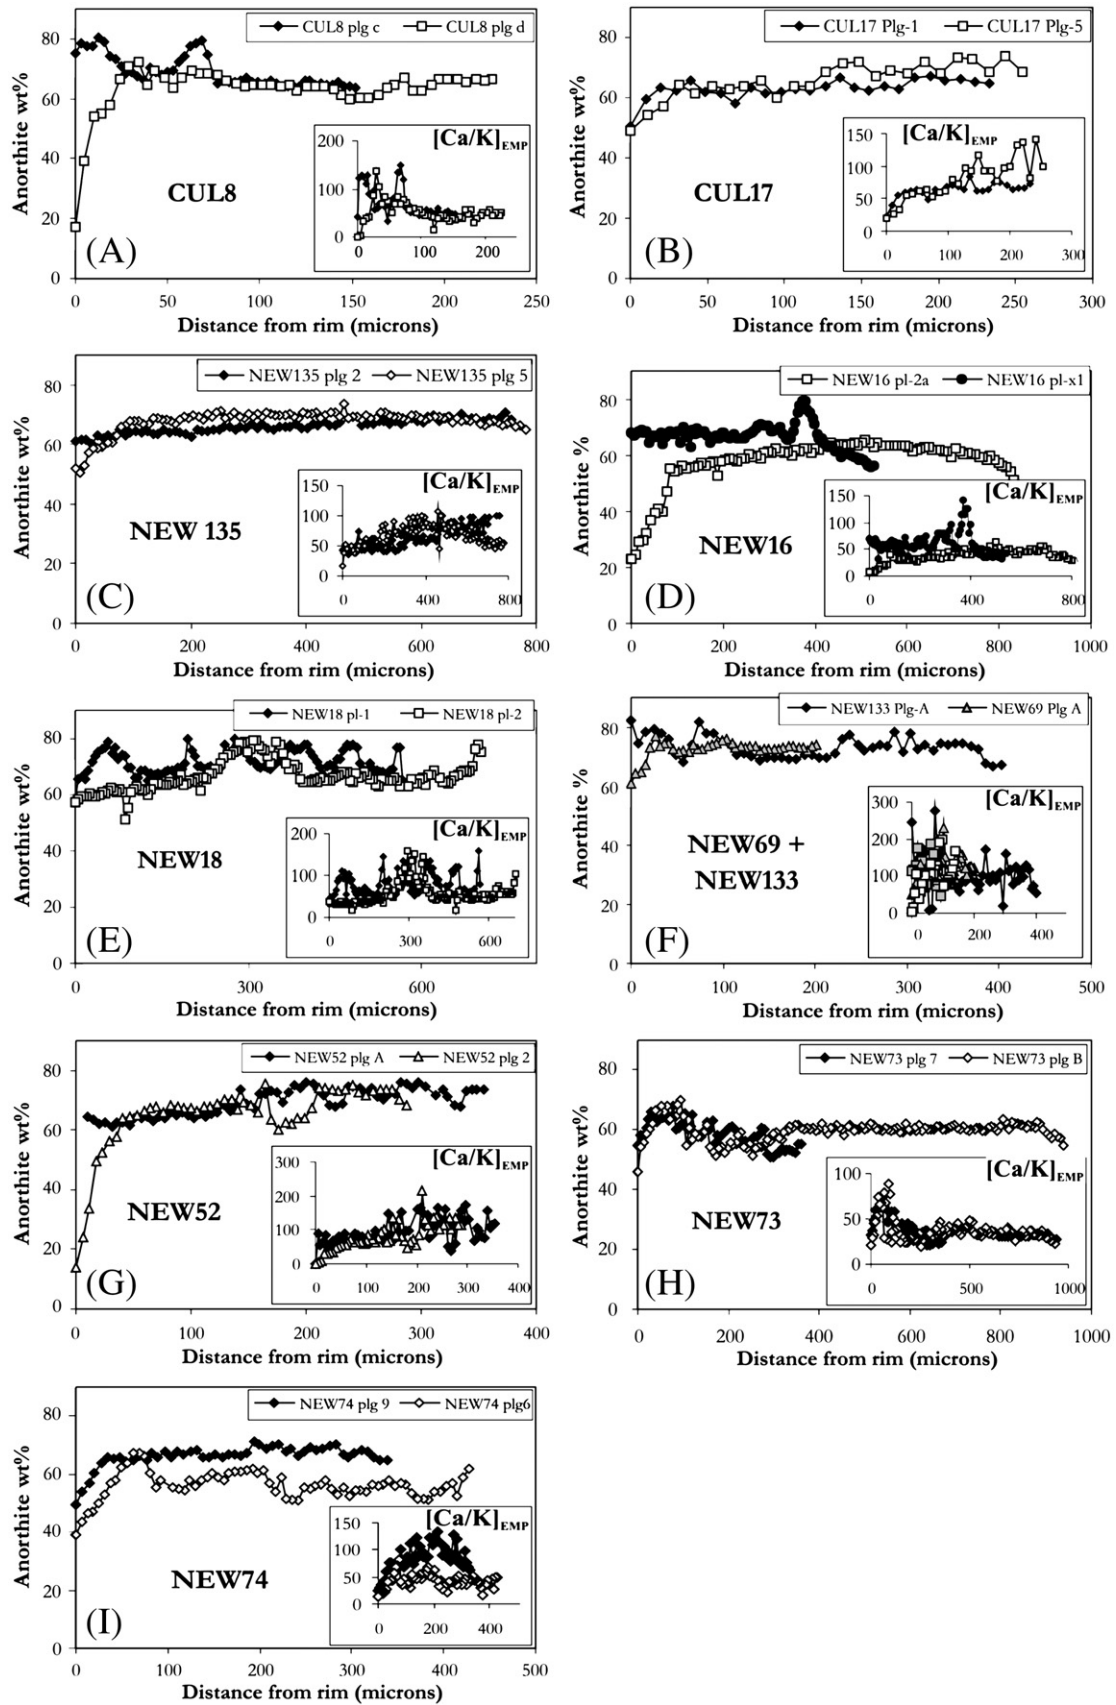 CUL8 plg c CUL8 plg d
80
60
40
20
0
Anorthite wt%
[Ca/K]EMP
200
100
0
0 100 200
CUL8
(A)
0 50 100 150 200 250
Distance from rim (microns)
CUL17 Plg-1 CUL17 Plg-5
80
60
40
20
0
Anorthite wt%
[Ca/K]EMP
150
100
50
0
0 100 200 300
CUL17
(B)
0 50 100 150 200 250 300
Distance from rim (microns)
NEW135 plg 2 NEW135 plg 5
80
60
40
20
0
Anorthite wt%
[Ca/K]EMP
150
100
50
0
0 400 800
NEW 135
(C)
0 200 400 600 800
Distance from rim (microns)
NEW16 pl-2a NEW16 pl-x1
80
60
40
20
0
Anorthite %
[Ca/K]EMP
150
100
50
0
0 400 800
NEW16
(D)
0 200 400 600 800 1000
Distance from rim (microns)
NEW18 pl-1 NEW18 pl-2
80
60
40
20
0
Anorthite wt%
[Ca/K]EMP
200
100
0
0 300 600
NEW18
(E)
0 300 600
Distance from rim (microns)
NEW133 Plg-A NEW69 Plg A
80
60
40
20
0
Anorthite %
[Ca/K]EMP
300
200
100
0
0 200 400
NEW69 +
NEW133
(F)
0 100 200 300 400 500
Distance from rim (microns)
NEW52 plg A NEW52 plg 2
80
60
40
20
0
Anorthite wt%
[Ca/K]EMP
300
200
100
0
0 100 200 300 400
NEW52
(G)
0 100 200 300 400
Distance from rim (microns)
NEW73 plg 7 NEW73 plg B
80
60
40
20
0
Anorthite wt%
[Ca/K]EMP
100
50
0
0 500 1000
NEW73
(H)
0 200 400 600 800 1000
Distance from rim (microns)
NEW74 plg 9 NEW74 plg6
80
60
40
20
0
Anorthite wt%
[Ca/K]EMP
150
100
50
0
0 200 400
NEW74
(I)
0 100 200 300 400 500
Distance from rim (microns)